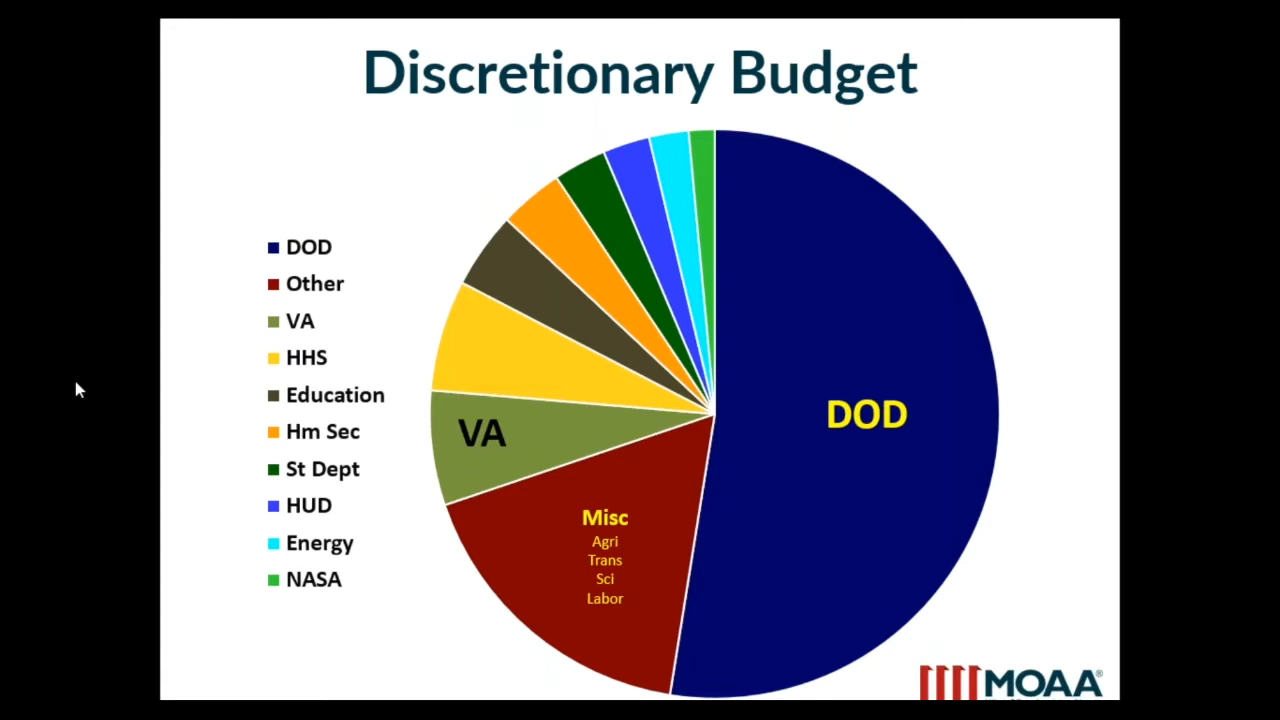 Discretionary Budget
DOD
Other
VA
HHS
Education
Hm Sec
St Dept
HUD
Energy
NASA
DOD
VA
Misc
Agri
Trans
Sci
Labor
MOAA®